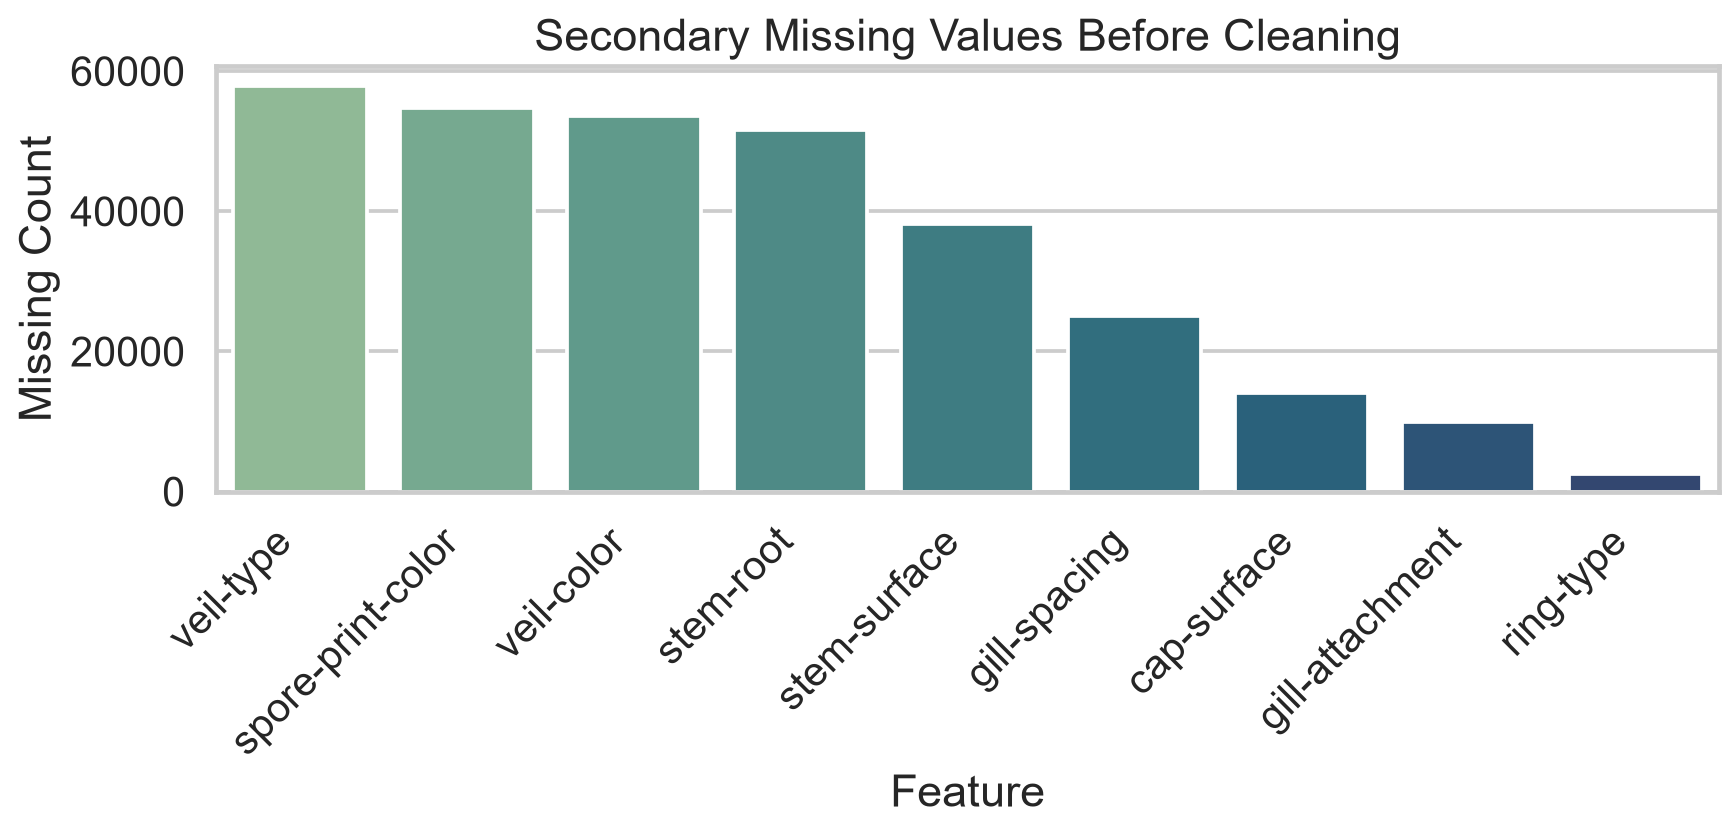 Secondary Missing Values Before Cleaning
Missing Count
60000
40000
20000
0
veil-type
spore-print-color
veil-color
stem-root
stem-surface
gill-spacing
cap-surface
gill-attachment
ring-type
Feature